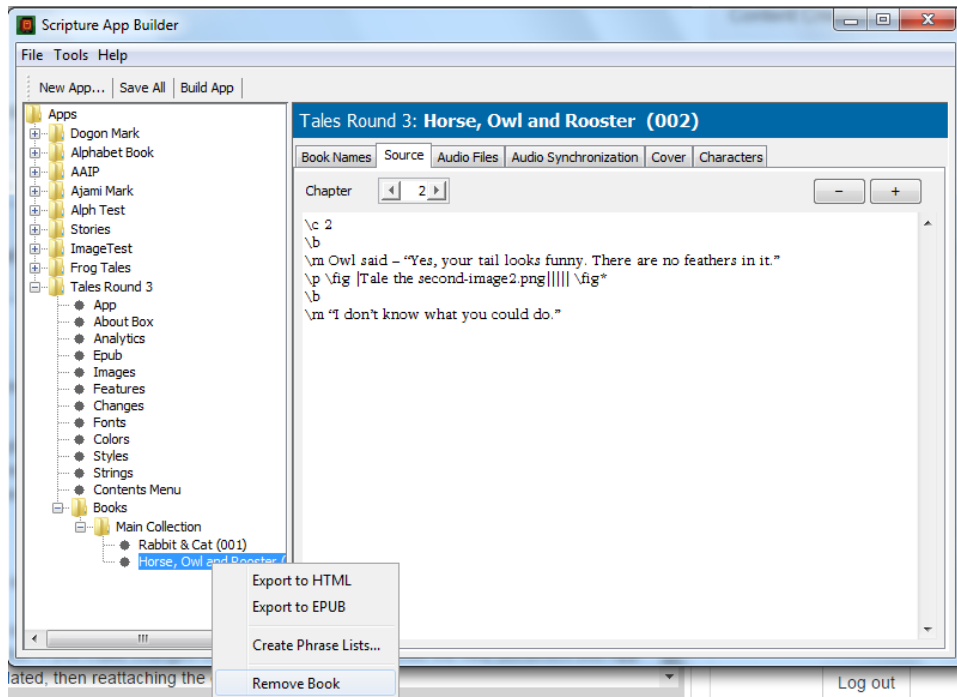 Scripture App Builder
File Tools Help
New App... Save All Build App
Apps
Dogon Mark
Alphabet Book
AAIP
Ajami Mark
Alph Test
Stories
ImageTest
Frog Tales
Tales Round 3
App
About Box
Analytics
Epub
Images
Features
Changes
Fonts
Colors
Styles
Strings
Contents Menu
Books
Main Collection
Rabbit & Cat (001)
Horse, Owl and Rooster (
Tales Round 3: Horse, Owl and Rooster (002)
Book Names Source Audio Files Audio Synchronization Cover Characters
Chapter 2 - +
\c 2
\b
\m Owl said – “Yes, your tail looks funny. There are no feathers in it.”
\p \fig |Tale the second-image2.png||||| \fig*
\b
\m “I don’t know what you could do.”
Export to HTML
Export to EPUB
Create Phrase Lists...
Remove Book
lated, then reattaching the
Log out